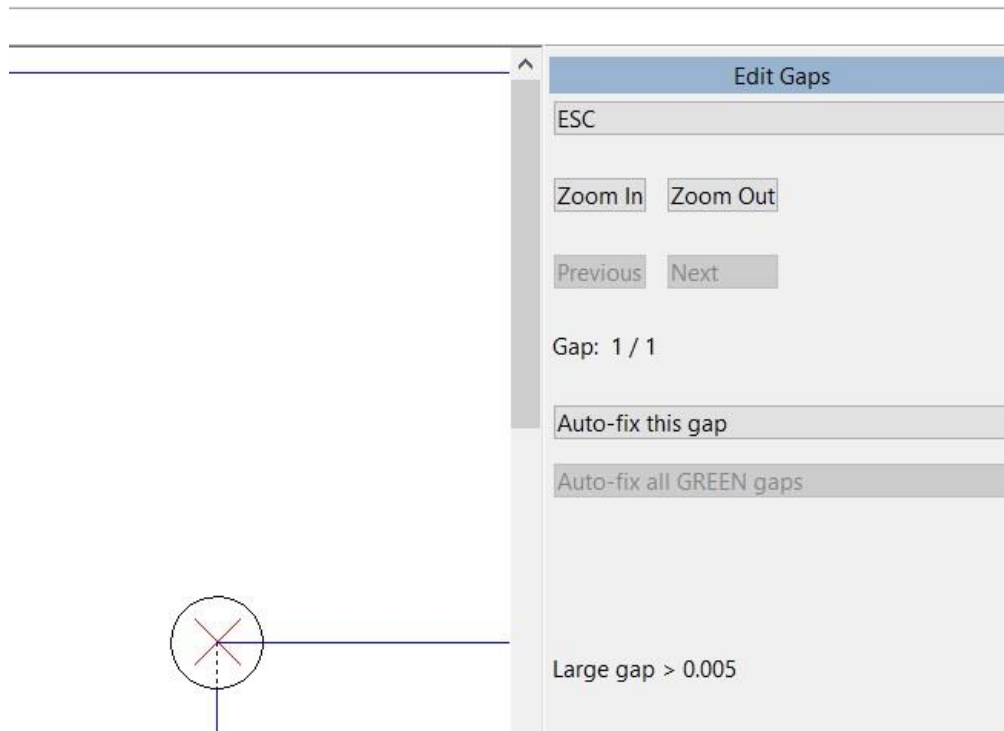 Edit Gaps
ESC
Zoom In Zoom Out
Previous Next
Gap: 1 / 1
Auto-fix this gap
Auto-fix all GREEN gaps
Large gap > 0.005